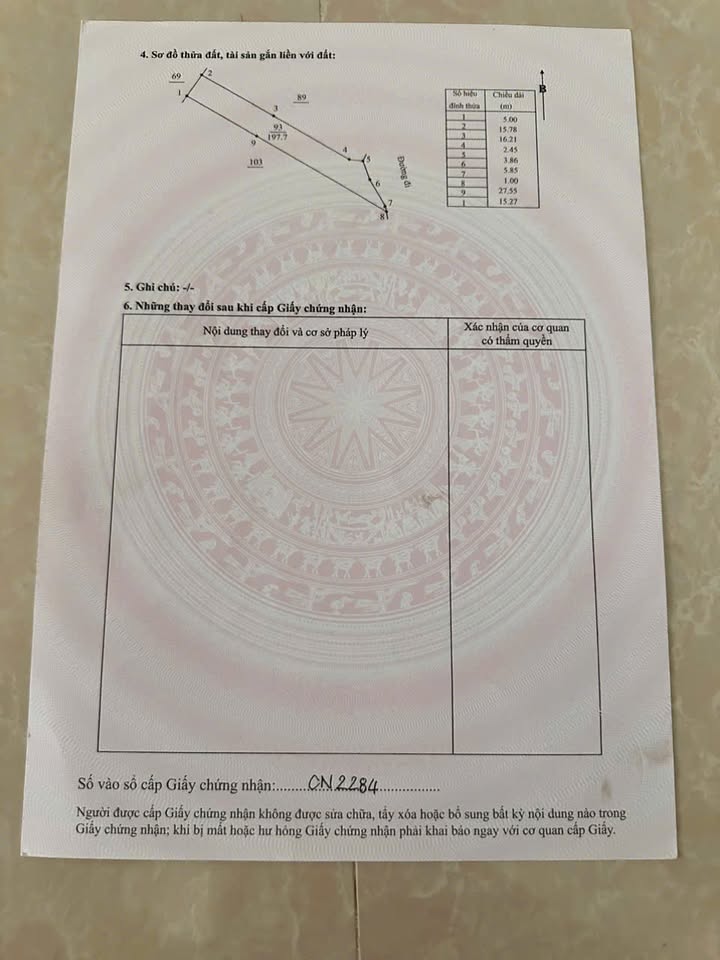 4. Sơ đồ thửa đất, tài sản gắn liền với đất:
69
2
1
89
3
93
197.7
9
103
4
5
6
7
8
Đường đi
B
Số hiệu đỉnh thửa Chiều dài (m)
1
5.00
2
15.78
3
16.21
4
2.45
5
3.86
6
5.85
7
1.00
8
27.55
9
15.27
1
5. Ghi chú: -/-
6. Những thay đổi sau khi cấp Giấy chứng nhận:
Nội dung thay đổi và cơ sở pháp lý
Xác nhận của cơ quan
có thẩm quyền
Số vào sổ cấp Giấy chứng nhận:........CN2284................
Người được cấp Giấy chứng nhận không được sửa chữa, tẩy xóa hoặc bổ sung bất kỳ nội dung nào trong
Giấy chứng nhận; khi bị mất hoặc hư hỏng Giấy chứng nhận phải khai báo ngay với cơ quan cấp Giấy.